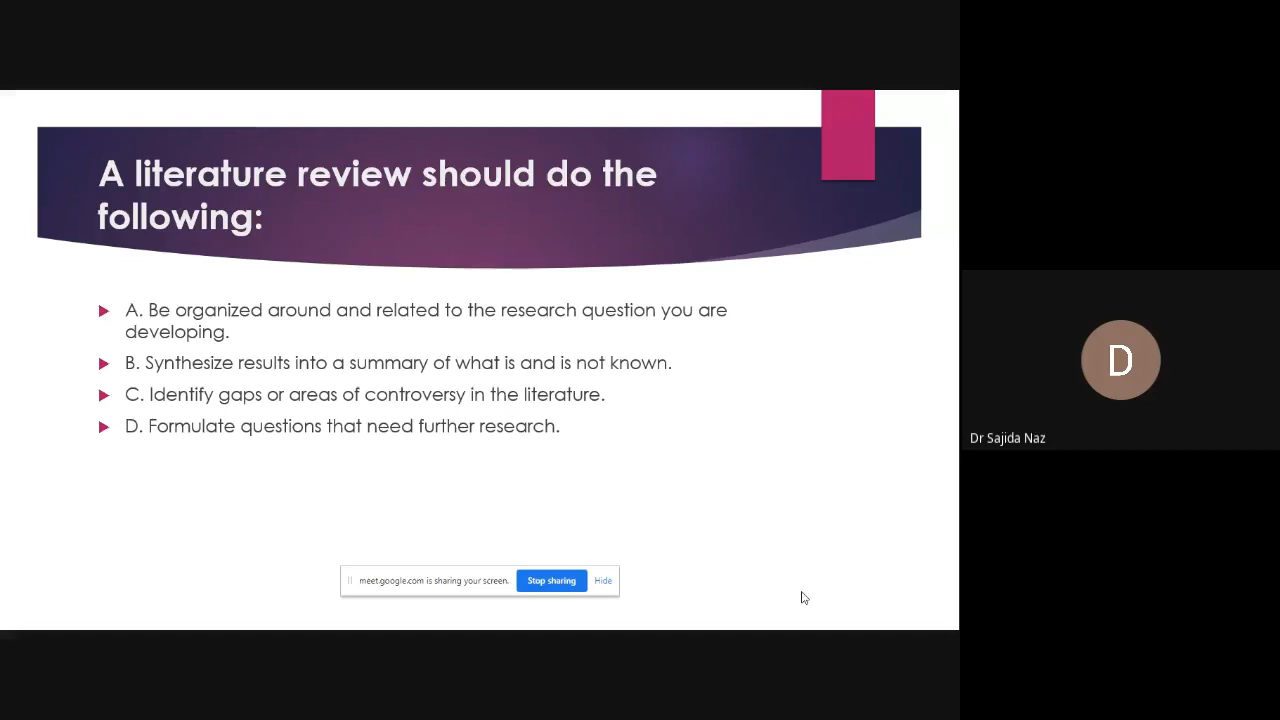 A literature review should do the
following:
A. Be organized around and related to the research question you are
developing.
B. Synthesize results into a summary of what is and is not known.
C. Identify gaps or areas of controversy in the literature.
D. Formulate questions that need further research.
meet.google.com is sharing your screen. Stop sharing Hide
D
Dr Sajida Naz